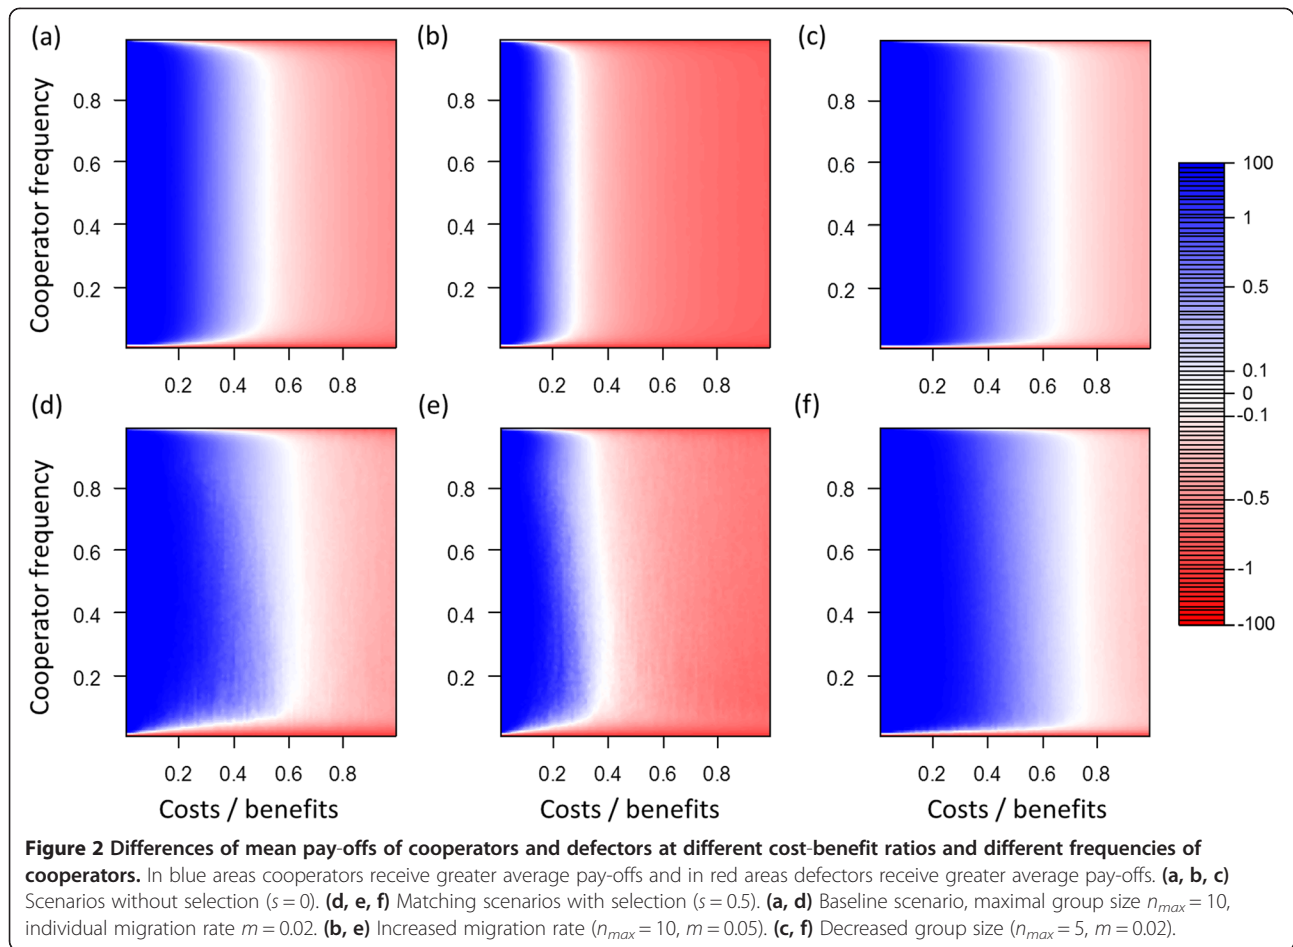 (a)
(b)
(c)
Cooperator frequency
0.8
0.6
0.4
0.2
0.8
0.6
0.4
0.2
0.8
0.6
0.4
0.2
0.2 0.4 0.6 0.8
0.2 0.4 0.6 0.8
0.2 0.4 0.6 0.8
100
1
0.5
0.1
0
-0.1
-0.5
-1
-100
(d)
(e)
(f)
Cooperator frequency
0.8
0.6
0.4
0.2
0.8
0.6
0.4
0.2
0.8
0.6
0.4
0.2
0.2 0.4 0.6 0.8
0.2 0.4 0.6 0.8
0.2 0.4 0.6 0.8
Costs / benefits
Costs / benefits
Costs / benefits
Figure 2 Differences of mean pay-offs of cooperators and defectors at different cost-benefit ratios and different frequencies of
cooperators. In blue areas cooperators receive greater average pay-offs and in red areas defectors receive greater average pay-offs. (a, b, c)
Scenarios without selection (s = 0). (d, e, f) Matching scenarios with selection (s = 0.5). (a, d) Baseline scenario, maximal group size nmax = 10,
individual migration rate m = 0.02. (b, e) Increased migration rate (nmax = 10, m = 0.05). (c, f) Decreased group size (nmax = 5, m = 0.02).